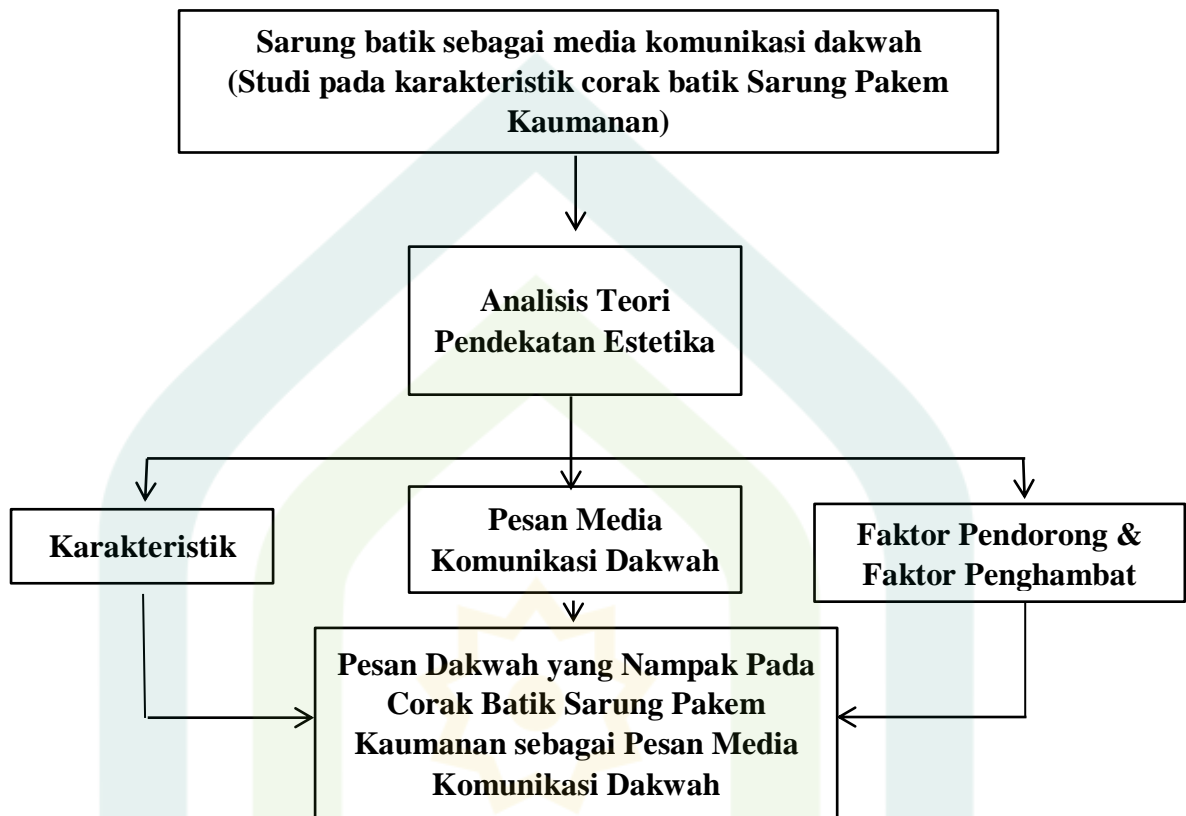 Sarung batik sebagai media komunikasi dakwah
(Studi pada karakteristik corak batik Sarung Pakem
Kaumanan)
Analisis Teori
Pendekatan Estetika
Karakteristik
Pesan Media
Komunikasi Dakwah
Faktor Pendorong &
Faktor Penghambat
Pesan Dakwah yang Nampak Pada
Corak Batik Sarung Pakem
Kaumanan sebagai Pesan Media
Komunikasi Dakwah